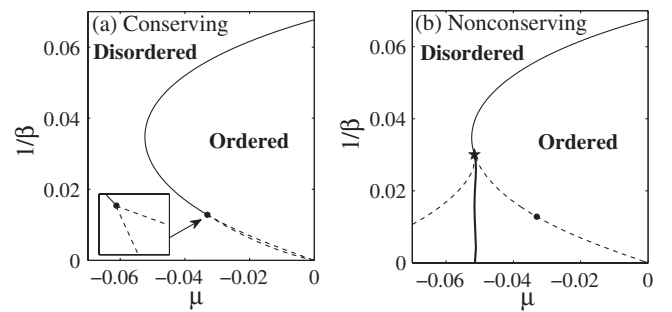 (a) Conserving
Disordered
Ordered
1/β
0.06
0.04
0.02
0
−0.06
−0.04
−0.02
0
μ
(b) Nonconserving
Disordered
Ordered
1/β
0.06
0.04
0.02
0
−0.06
−0.04
−0.02
0
μ